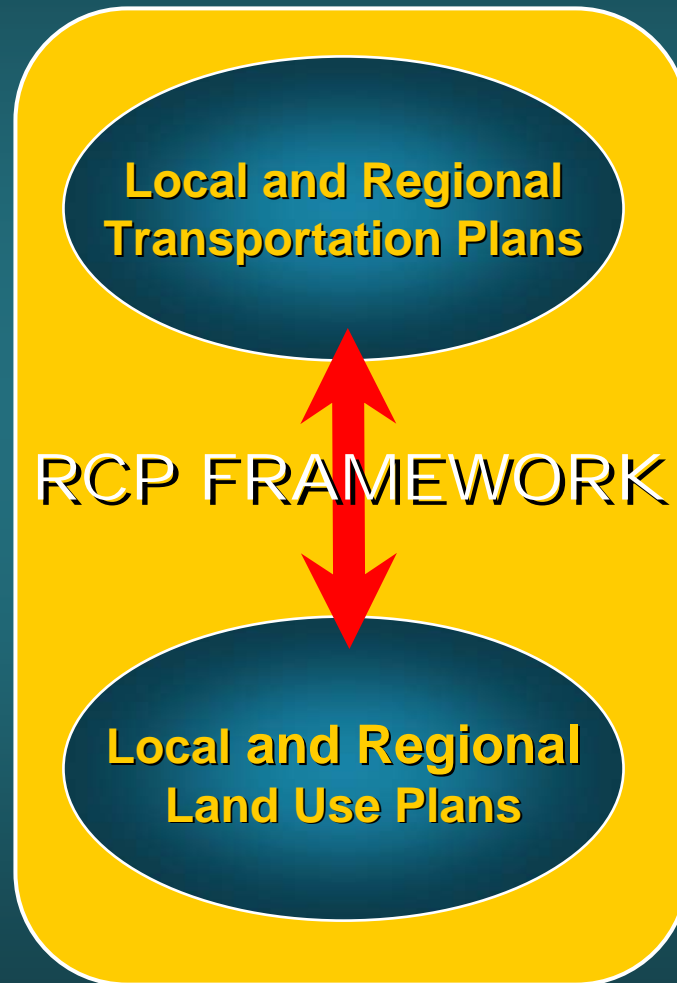 Local and Regional
Transportation Plans
RCP FRAMEWORK
Local and Regional
Land Use Plans